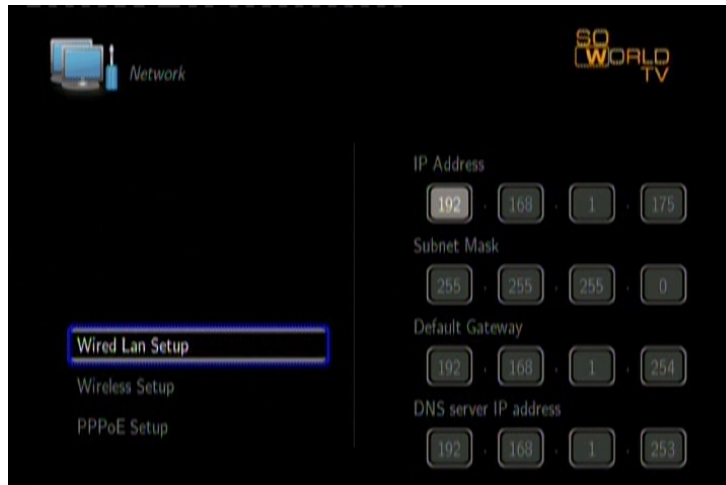 Network
SO
WORLD
TV
IP Address
192 . 168 . 1 . 175
Subnet Mask
255 . 255 . 255 . 0
Default Gateway
192 . 168 . 1 . 254
DNS server IP address
192 . 168 . 1 . 253
Wired Lan Setup
Wireless Setup
PPPoE Setup